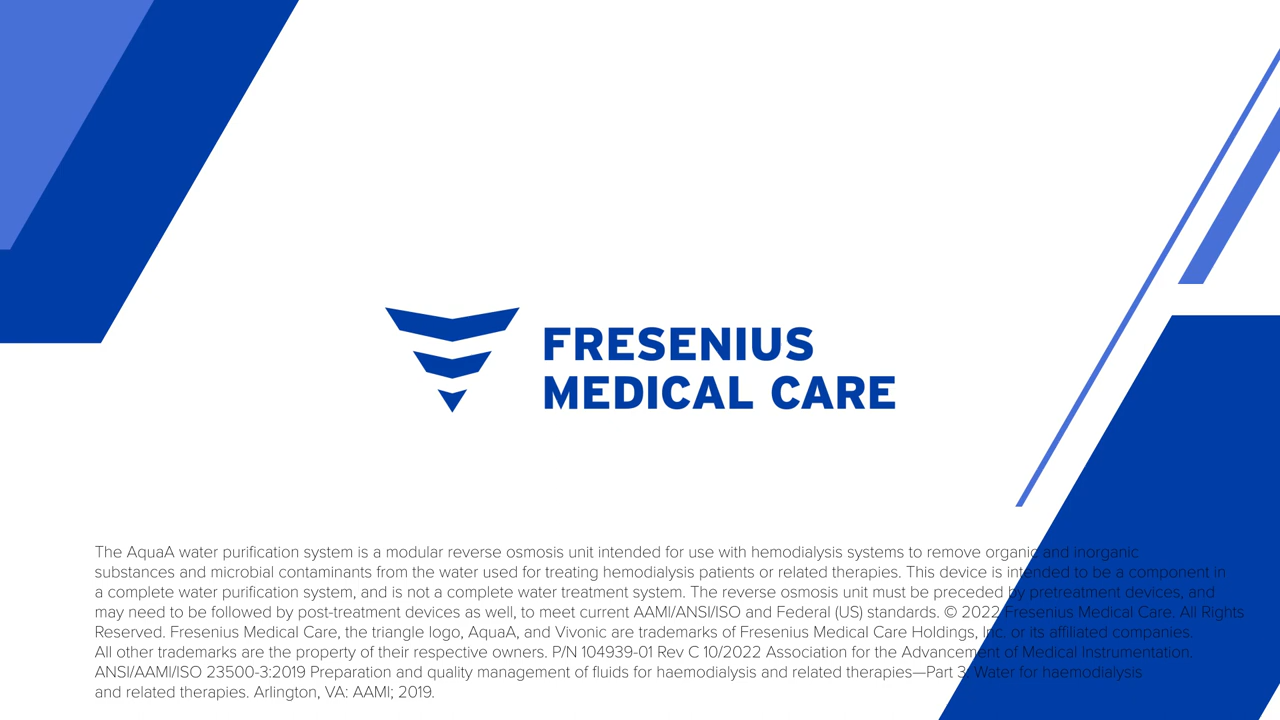 FRESENIUS
MEDICAL CARE
The AquaA water purification system is a modular reverse osmosis unit intended for use with hemodialysis systems to remove organic and inorganic
substances and microbial contaminants from the water used for treating hemodialysis patients or related therapies. This device is intended to be a component in
a complete water purification system, and is not a complete water treatment system. The reverse osmosis unit must be preceded by pretreatment devices, and
may need to be followed by post-treatment devices as well, to meet current AAMI/ANSI/ISO and Federal (US) standards. © 2022 Fresenius Medical Care. All Rights
Reserved. Fresenius Medical Care, the triangle logo, AquaA, and Vivonic are trademarks of Fresenius Medical Care Holdings, Inc. or its affiliated companies.
All other trademarks are the property of their respective owners. P/N 104939-01 Rev C 10/2022 Association for the Advancement of Medical Instrumentation.
ANSI/AAMI/ISO 23500-3:2019 Preparation and quality management of fluids for haemodialysis and related therapies—Part 3: Water for haemodialysis
and related therapies. Arlington, VA: AAMI; 2019.